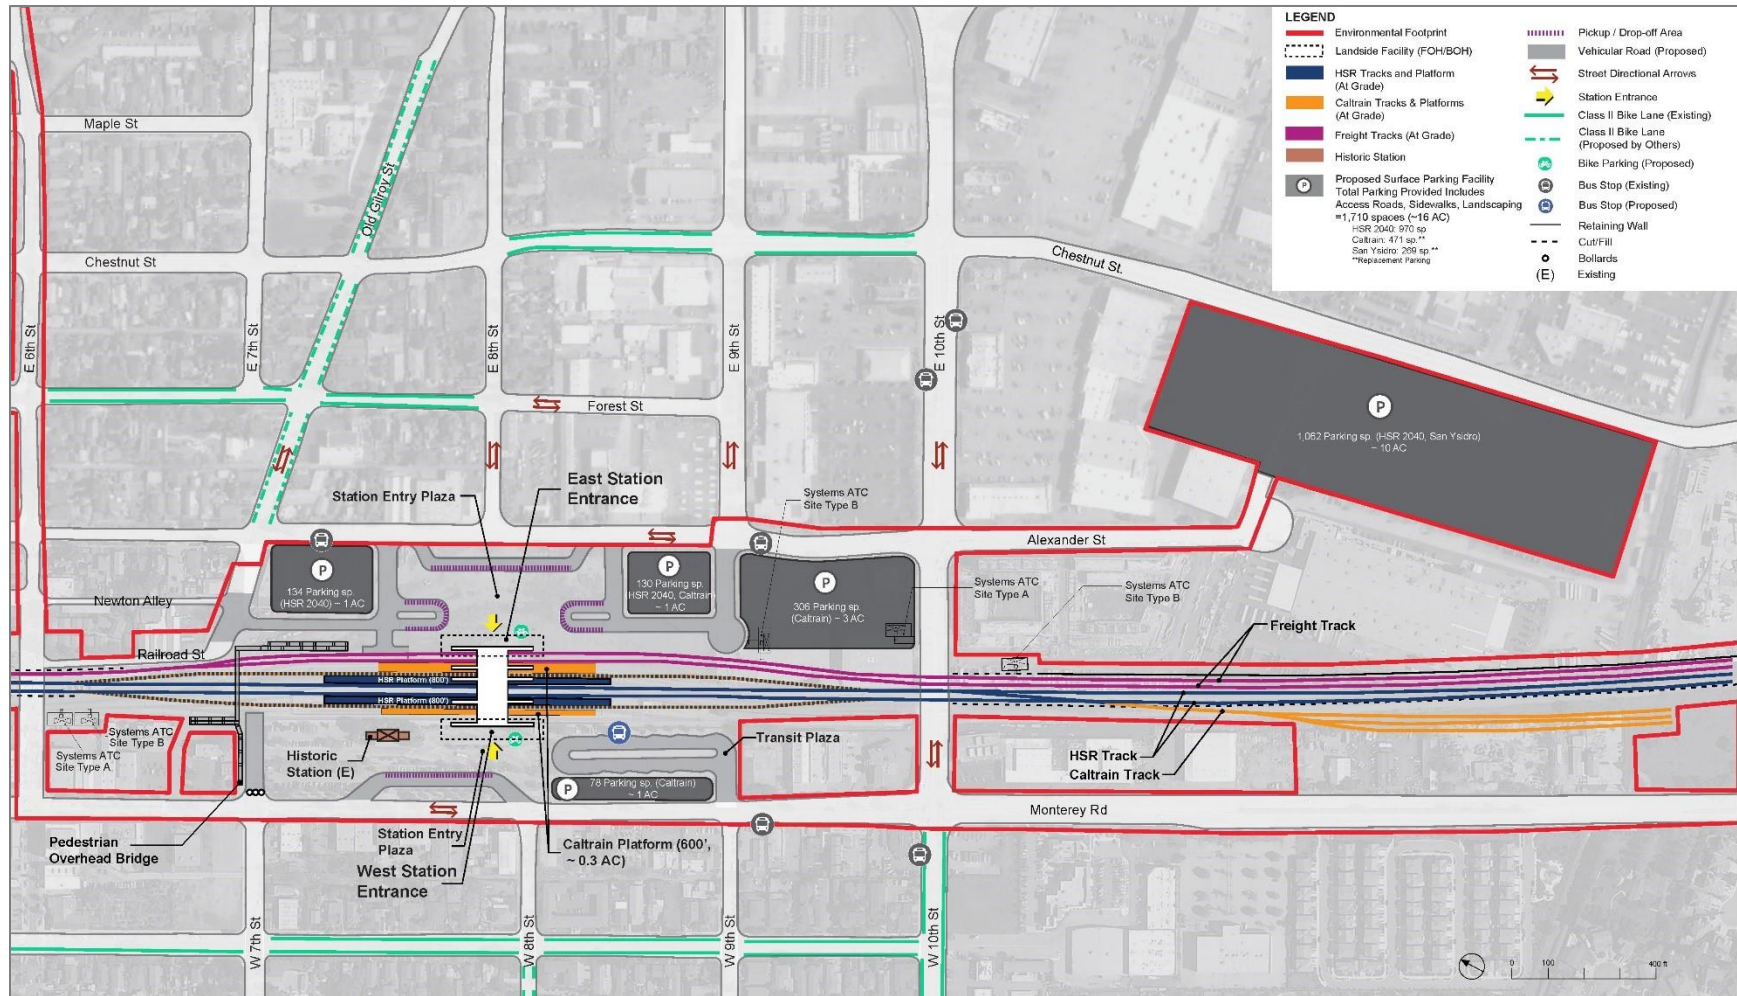 LEGEND
Environmental Footprint
Landside Facility (FOH/BOH)
HSR Tracks and Platform
(At Grade)
Caltrain Tracks & Platforms
(At Grade)
Freight Tracks (At Grade)
Historic Station
P
Proposed Surface Parking Facility
Total Parking Provided Includes
Access Roads, Sidewalks, Landscaping
=1,710 spaces (~16 AC)
HSR 2040: 970 sp
Caltrain: 471 sp.**
San Ysidro: 269 sp.**
**Replacement Parking
Pickup / Drop-off Area
Vehicular Road (Proposed)
Street Directional Arrows
Station Entrance
Class II Bike Lane (Existing)
Class II Bike Lane
(Proposed by Others)
Bike Parking (Proposed)
Bus Stop (Existing)
Bus Stop (Proposed)
Retaining Wall
Cut/Fill
Bollards
(E) Existing
Maple St
Old Gilroy St
Chestnut St
Chestnut St.
E 6th St
E 7th St
E 8th St
E 9th St
E 10th St
Forest St
P
1,062 Parking sp. (HSR 2040, San Ysidro)
~ 10 AC
East Station
Entrance
Station Entry Plaza
Systems ATC
Site Type B
Alexander St
P
134 Parking sp.
(HSR 2040) ~ 1 AC
P
130 Parking sp.
HSR 2040, Caltrain)
~ 1 AC
P
306 Parking sp.
(Caltrain) ~ 3 AC
Systems ATC
Site Type A
Systems ATC
Site Type B
Newton Alley
Railroad St
Freight Track
HSR Platform (800')
HSR Platform (800')
Systems ATC
Site Type B
Systems ATC
Site Type A
Historic
Station (E)
Transit Plaza
HSR Track
Caltrain Track
P
78 Parking sp. (Caltrain)
~ 1 AC
Monterey Rd
Pedestrian
Overhead Bridge
Station Entry
Plaza
West Station
Entrance
Caltrain Platform (600',
~ 0.3 AC)
W 7th St
W 8th St
W 9th St
W 10th St
0 100 400 ft